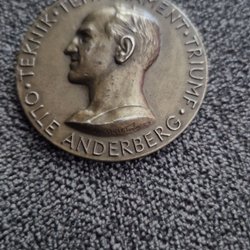 TEKNIK · TEMPERAMENT · TRIUMF ·
OLLE ANDERBERG ·